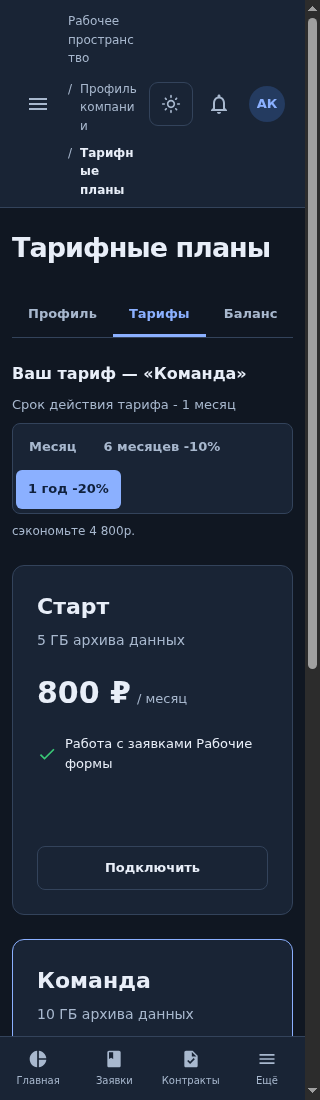 Рабочее
пространс
тво
/ Профиль
компани
и
/ Тарифн
ые
планы
АК
Тарифные планы
Профиль Тарифы Баланс
Ваш тариф — «Команда»
Срок действия тарифа - 1 месяц
Месяц 6 месяцев -10%
1 год -20%
сэкономьте 4 800р.
Старт
5 ГБ архива данных
800 ₽ / месяц
Работа с заявками Рабочие
формы
Подключить
Команда
10 ГБ архива данных
Главная Заявки Контракты Ещё